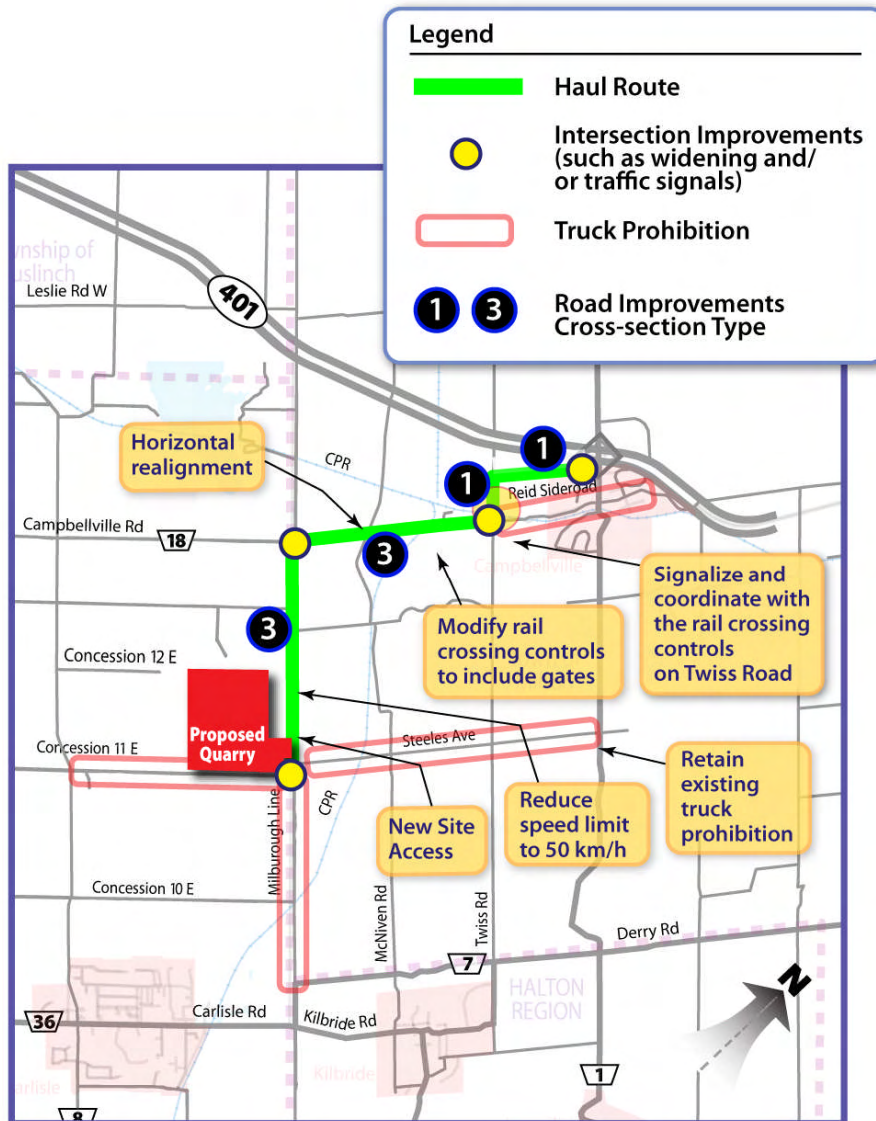 Legend
Haul Route
Intersection Improvements
(such as widening and/
or traffic signals)
Truck Prohibition
1 3
Road Improvements
Cross-section Type
wnship of
uslinch
Leslie Rd W
401
Horizontal
realignment
CPR
1
1
Reid Sideroad
Campbellville Rd
18
3
Campbellville
Signalize and
coordinate with
the rail crossing
controls
on Twiss Road
3
Modify rail
crossing controls
to include gates
Concession 12 E
Proposed
Quarry
Concession 11 E
Steeles Ave
Milburough Line
CPR
New Site
Access
Reduce
speed limit
to 50 km/h
Retain
existing
truck
prohibition
Concession 10 E
McNiven Rd
Twiss Rd
Derry Rd
7
HALTON
REGION
N
36
Carlisle Rd
Kilbride Rd
Kilbride
arlisle
1
8